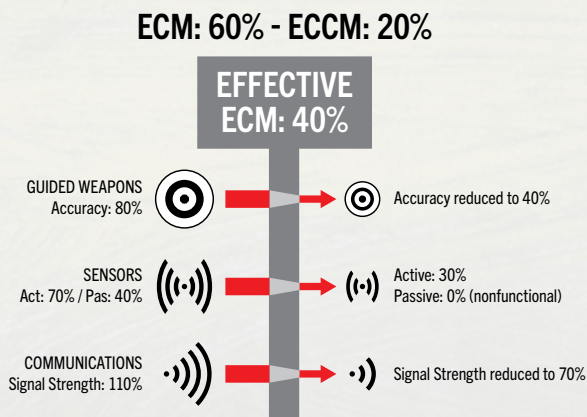 ECM: 60% - ECCM: 20%
EFFECTIVE
ECM: 40%
GUIDED WEAPONS
Accuracy: 80%
Accuracy reduced to 40%
SENSORS
Act: 70% / Pas: 40%
Active: 30%
Passive: 0% (nonfunctional)
COMMUNICATIONS
Signal Strength: 110%
Signal Strength reduced to 70%